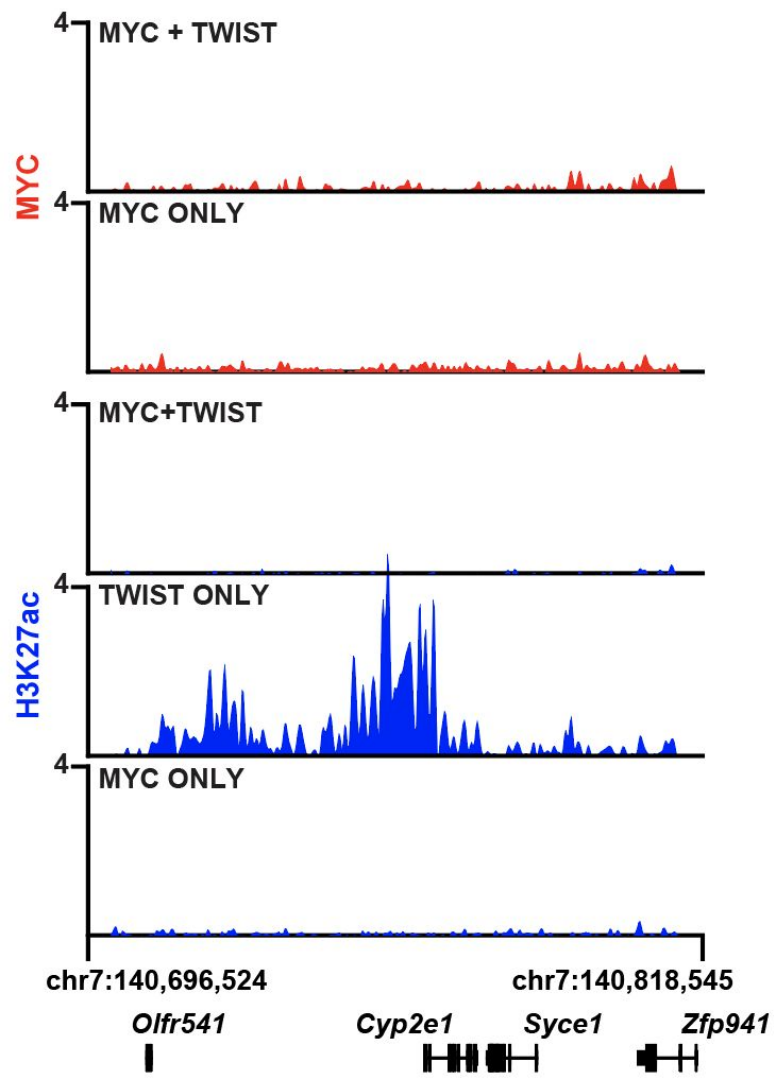 4
MYC + TWIST
MYC
4
MYC ONLY
4
MYC+TWIST
H3K27ac
4
TWIST ONLY
4
MYC ONLY
chr7:140,696,524 chr7:140,818,545
Olfr541 Cyp2e1 Syce1 Zfp941